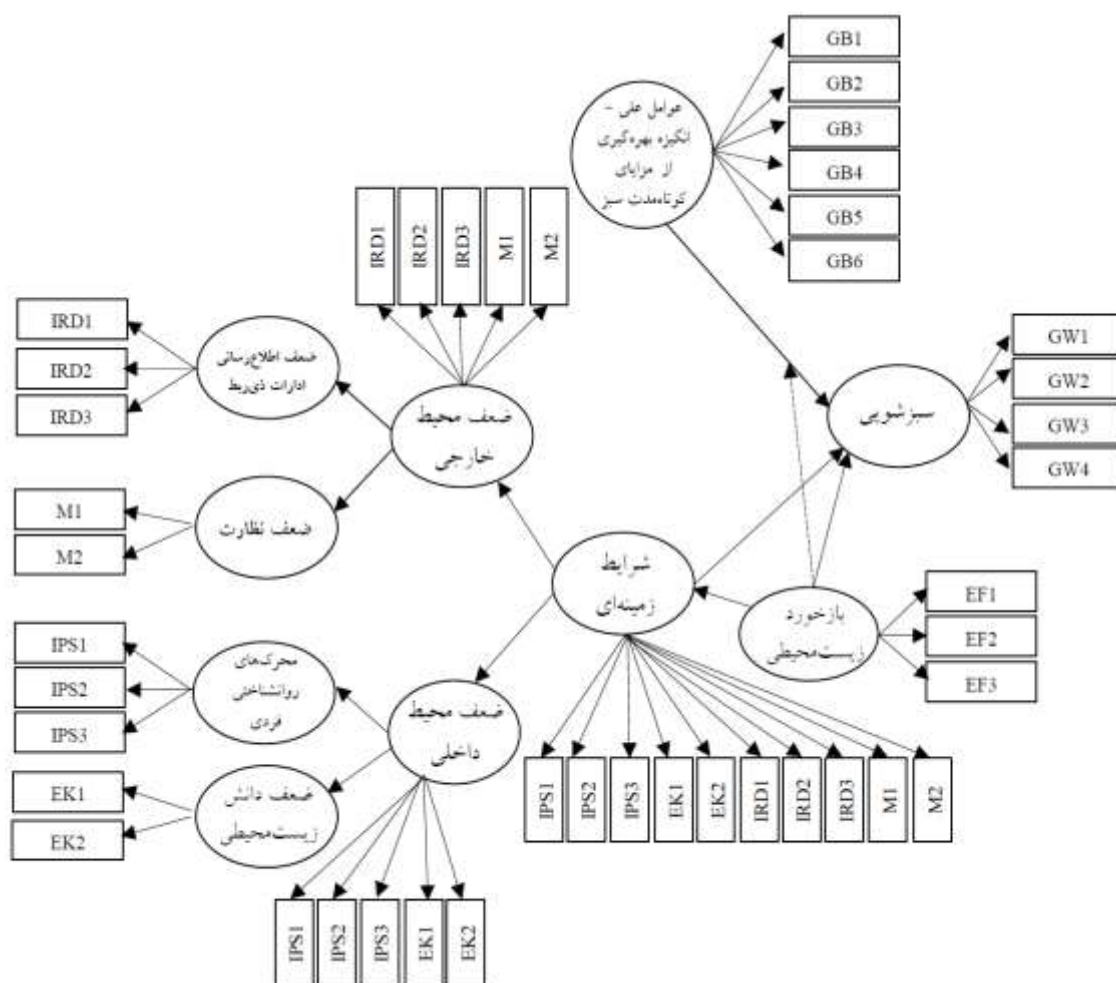 GB1
GB2
GB3
GB4
GB5
GB6
عوامل علی -
انگیزه بهره‌گیری
از مزایای
کوتاه‌مدت سبز
IRD1
IRD2
IRD3
M1
M2
IRD1
IRD2
IRD3
ضعف اطلاع‌رسانی
ادارات ذی‌ربط
ضعف محیط
خارجی
سبزشویی
GW1
GW2
GW3
GW4
M1
M2
ضعف نظارت
شرایط
زمینه‌ای
بازخورد
زیست‌محیطی
EF1
EF2
EF3
IPS1
IPS2
IPS3
محرک‌های
روانشناختی
فردی
ضعف محیط
داخلی
EK1
EK2
ضعف دانش
زیست‌محیطی
IPS1
IPS2
IPS3
EK1
EK2
IRD1
IRD2
IRD3
M1
M2
IPS1
IPS2
IPS3
EK1
EK2